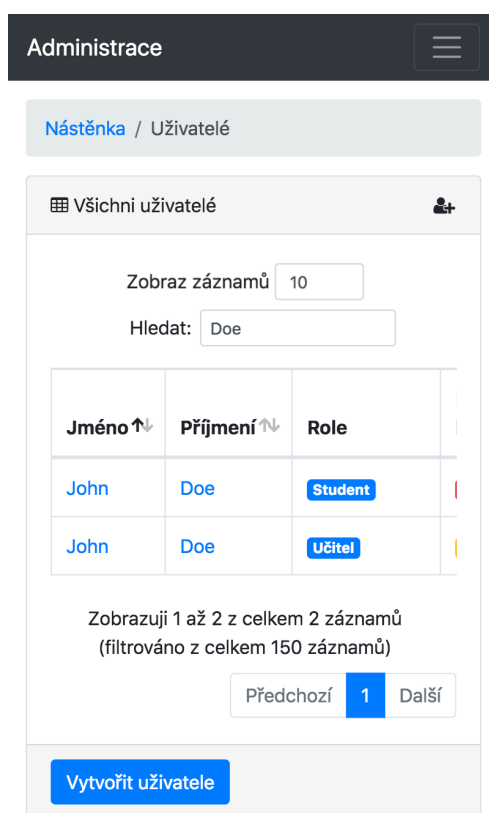 Administrace
Nástěnka / Uživatelé
Všichni uživatelé
Zobraz záznamů 10
Hledat: Doe
Jméno Příjmení Role
John Doe Student
John Doe Učitel
Zobrazuji 1 až 2 z celkem 2 záznamů
(filtrováno z celkem 150 záznamů)
Předchozí 1 Další
Vytvořit uživatele